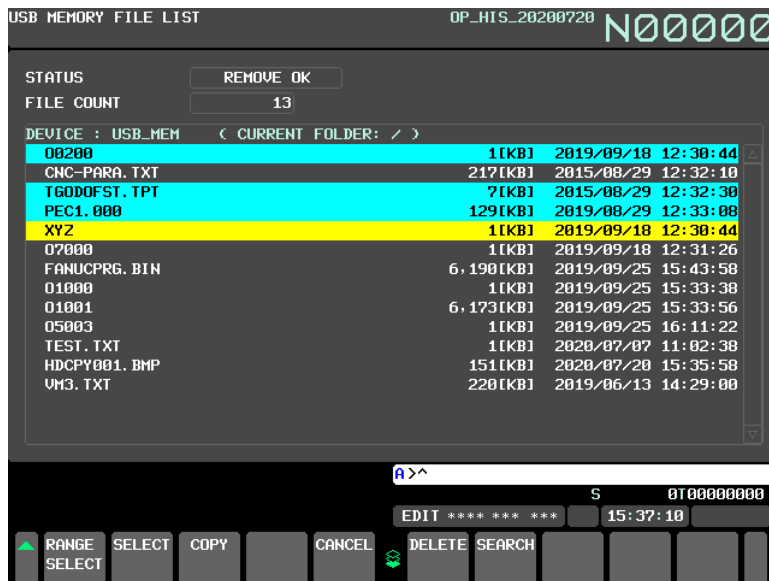 USB MEMORY FILE LIST OP_HIS_20200720 N00000
STATUS REMOVE OK
FILE COUNT 13
DEVICE : USB_MEM ( CURRENT FOLDER: / )
O0200 1[KB] 2019/09/18 12:30:44
CNC-PARA.TXT 217[KB] 2015/08/29 12:32:10
TGODOFST.TPT 7[KB] 2015/08/29 12:32:30
PEC1.000 129[KB] 2019/08/29 12:33:08
XYZ 1[KB] 2019/09/18 12:30:44
O7000 1[KB] 2019/09/18 12:31:26
FANUCPRG.BIN 6,190[KB] 2019/09/25 15:43:58
O1000 1[KB] 2019/09/25 15:33:38
O1001 6,173[KB] 2019/09/25 15:33:56
O5003 1[KB] 2019/09/25 16:11:22
TEST.TXT 1[KB] 2020/07/07 11:02:38
HDCPY001.BMP 151[KB] 2020/07/20 15:35:58
VM3.TXT 220[KB] 2019/06/13 14:29:00
A>^
S 0T00000000
EDIT **** *** *** 15:37:10
RANGE SELECT COPY CANCEL DELETE SEARCH
SELECT